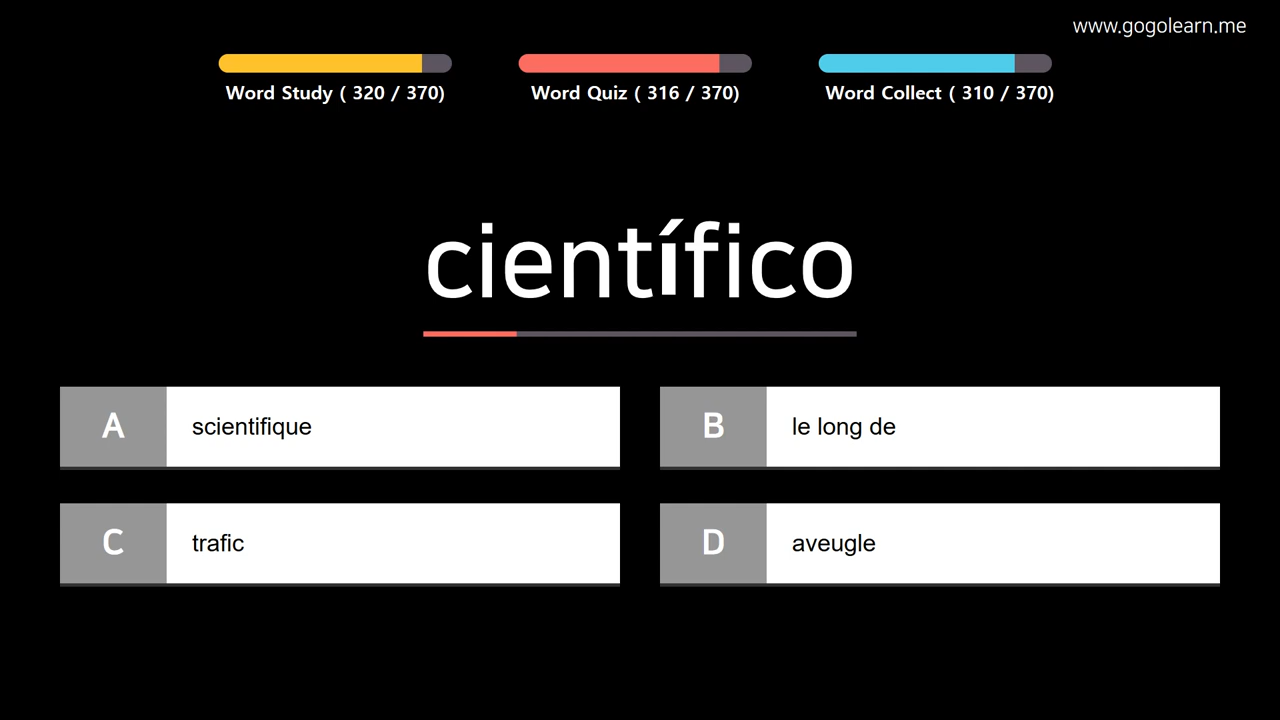 www.gogolearn.me
Word Study ( 320 / 370)
Word Quiz ( 316 / 370)
Word Collect ( 310 / 370)
científico
A
scientifique
B
le long de
C
trafic
D
aveugle